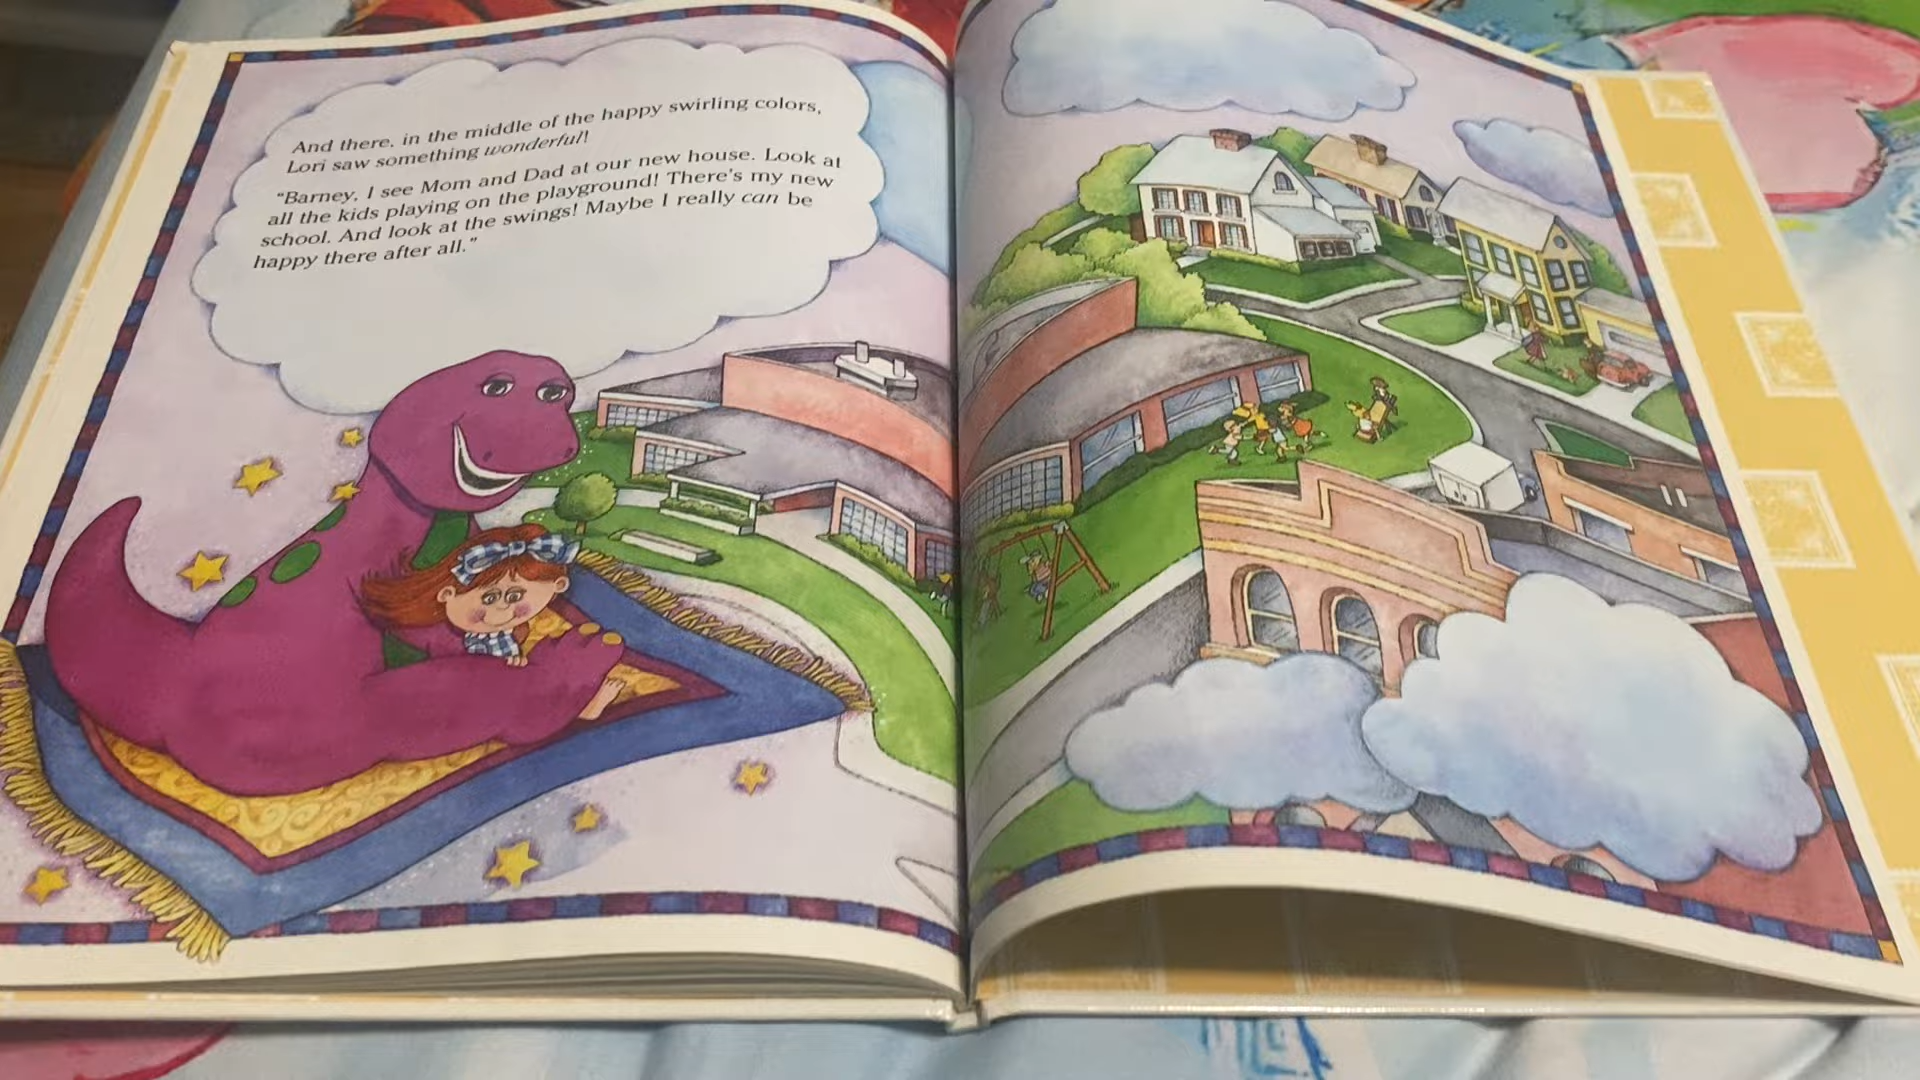 And there, in the middle of the happy swirling colors,
Lori saw something wonderful!
"Barney, I see Mom and Dad at our new house. Look at
all the kids playing on the playground! There's my new
school. And look at the swings! Maybe I really can be
happy there after all."